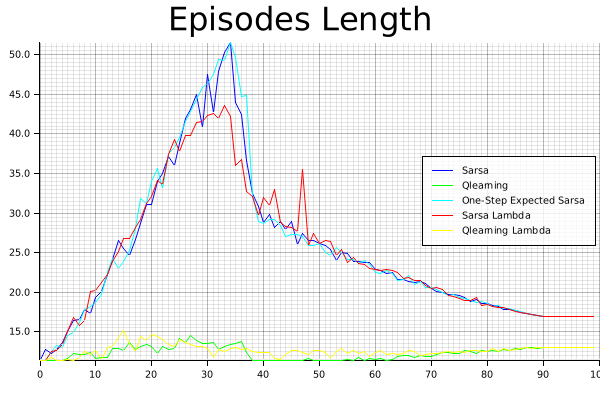 Episodes Length
50.0
45.0
40.0
35.0
30.0
25.0
20.0
15.0
Sarsa
Qlearning
One-Step Expected Sarsa
Sarsa Lambda
Qlearning Lambda
0 10 20 30 40 50 60 70 80 90 10